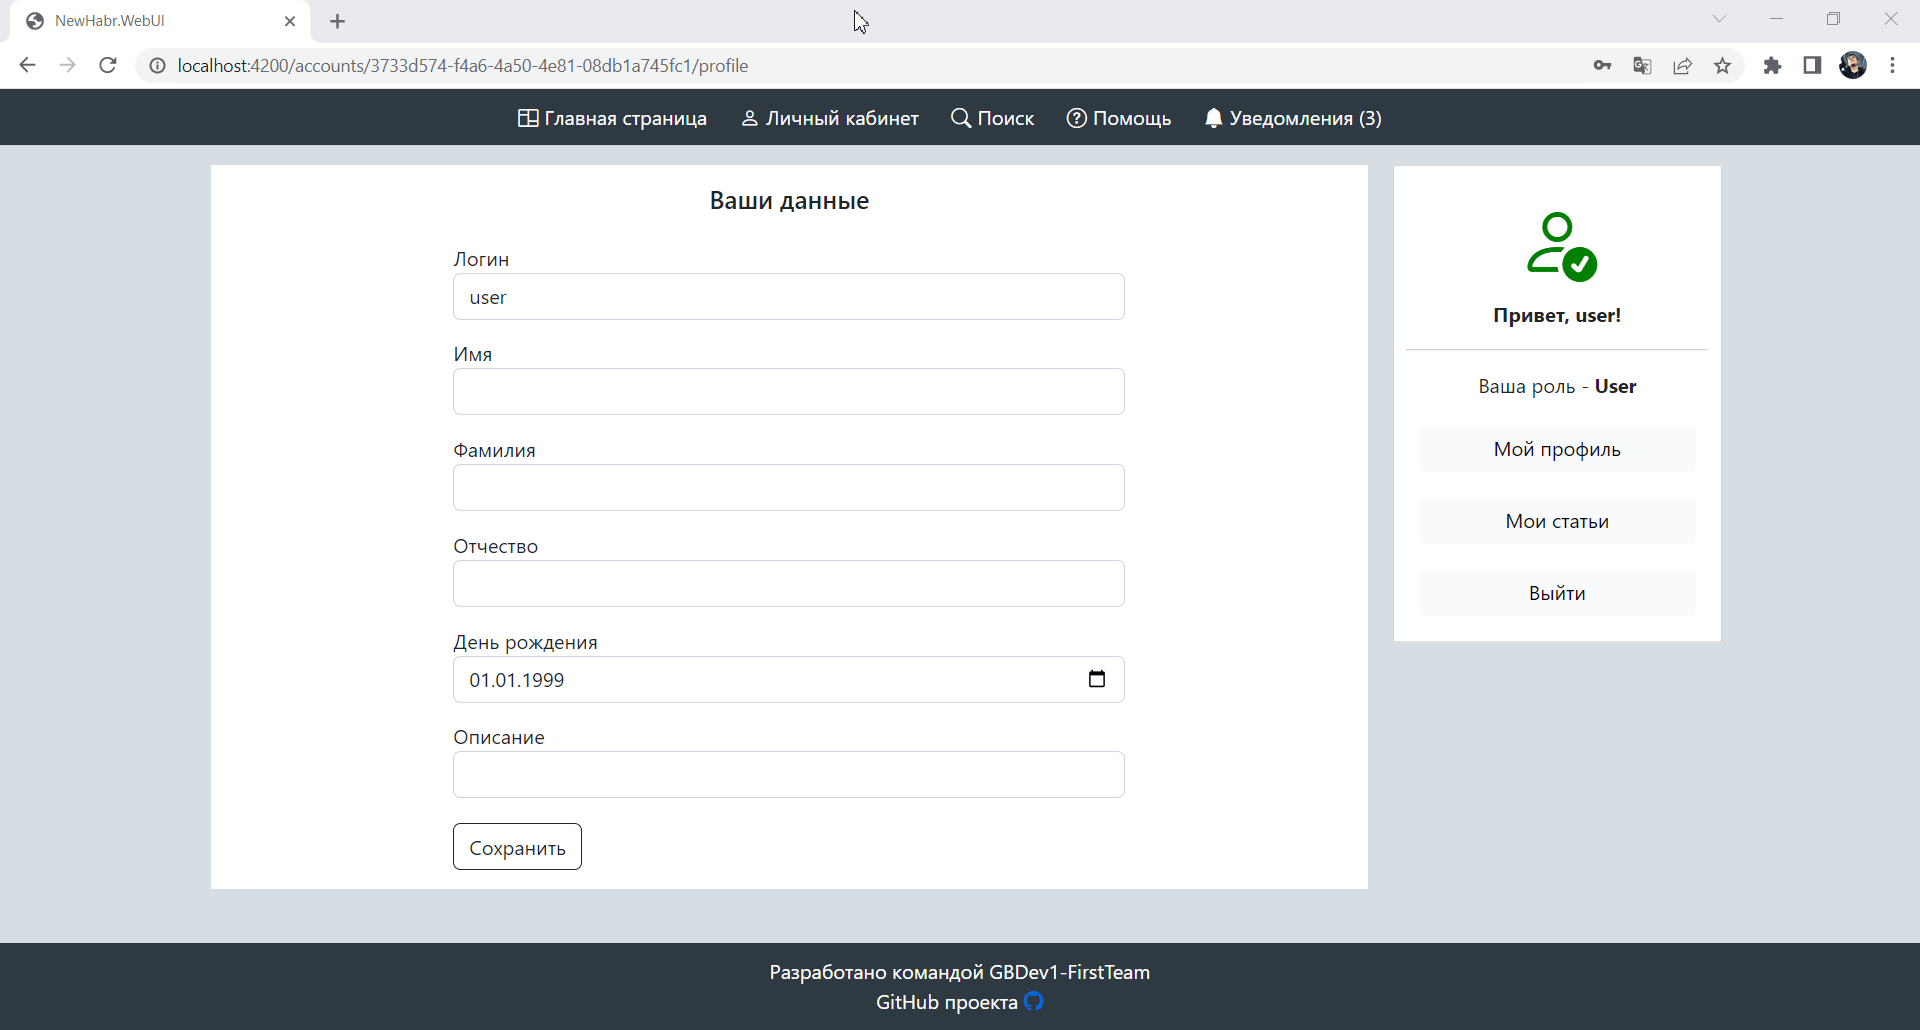 NewHabr.WebUI
localhost:4200/accounts/3733d574-f4a6-4a50-4e81-08db1a745fc1/profile
Главная страница Личный кабинет Поиск Помощь Уведомления (3)
Ваши данные
Логин
user
Имя
Фамилия
Отчество
День рождения
01.01.1999
Описание
Сохранить
Привет, user!
Ваша роль - User
Мой профиль
Мои статьи
Выйти
Разработано командой GBDev1-FirstTeam
GitHub проекта